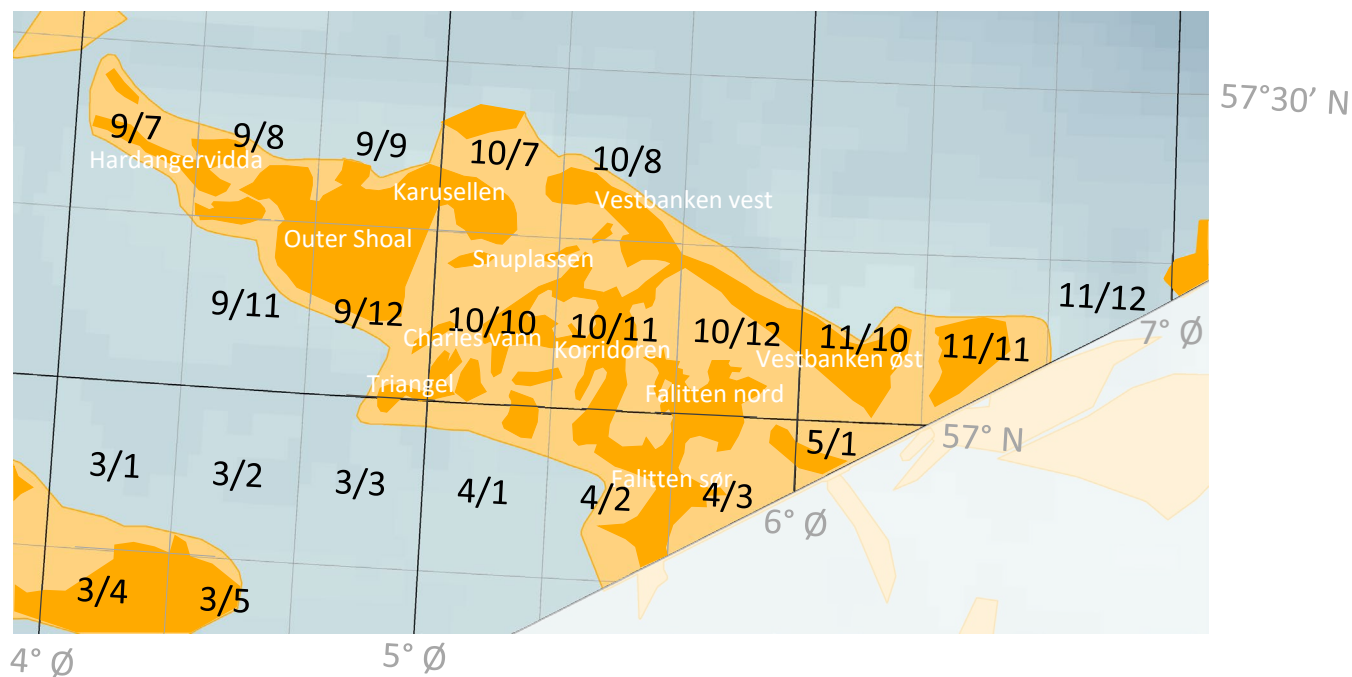 57°30’ N
9/7
9/8
9/9
10/7
10/8
Hardangervidda
Karusellen
Vestbanken vest
Outer Shoal
Snuplassen
9/11
9/12
10/10
10/11
10/12
11/10
11/11
11/12
Charles vann
Korridoren
Vestbanken øst
7° Ø
Triangel
Falitten nord
57° N
5/1
3/1
3/2
3/3
4/1
4/2
4/3
Falitten sør
6° Ø
3/4
3/5
4° Ø
5° Ø